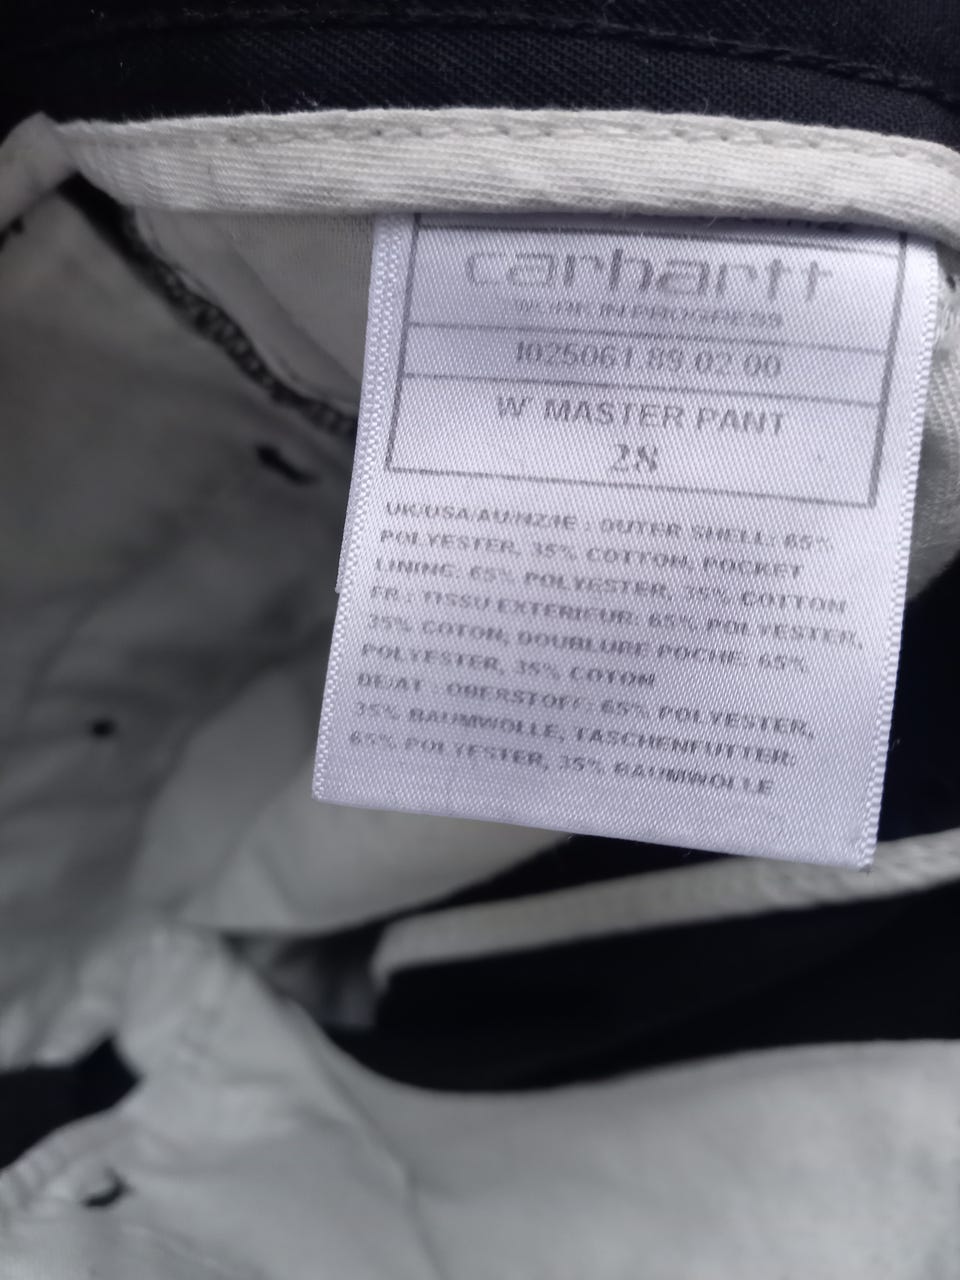 carhartt
WORK IN PROGRESS
I025061.89.02.00
W' MASTER PANT
28
UK/USA/AU/NZ/IE : OUTER SHELL: 65%
POLYESTER, 35% COTTON, POCKET
LINING: 65% POLYESTER, 35% COTTON
FR.: TISSU EXTERIEUR: 65% POLYESTER,
35% COTON; DOUBLURE POCHE: 65%
POLYESTER, 35% COTON
DE/AT : OBERSTOFF: 65% POLYESTER,
35% BAUMWOLLE, TASCHENFUTTER:
65% POLYESTER, 35% BAUMWOLLE